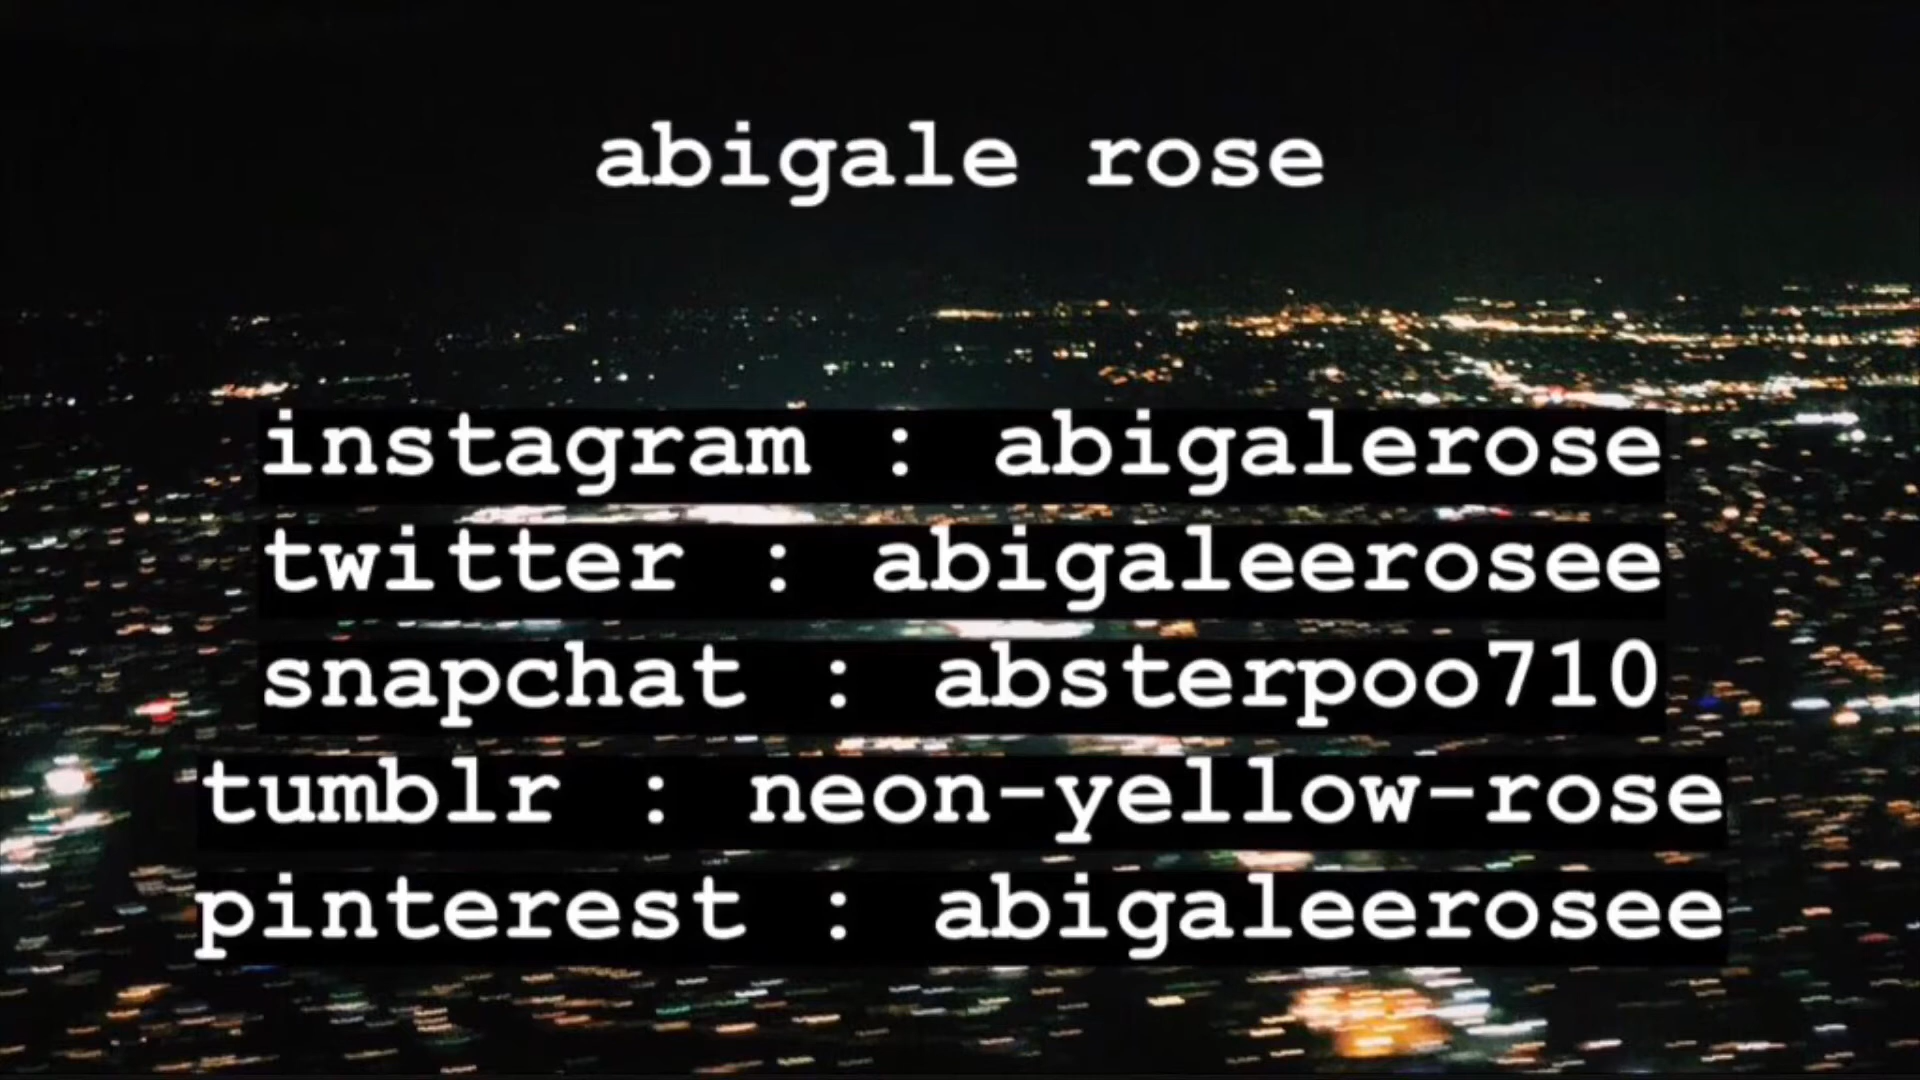 abigale rose
instagram : abigalerose
twitter : abigaleerosee
snapchat : absterpoo710
tumblr : neon-yellow-rose
pinterest : abigaleerosee